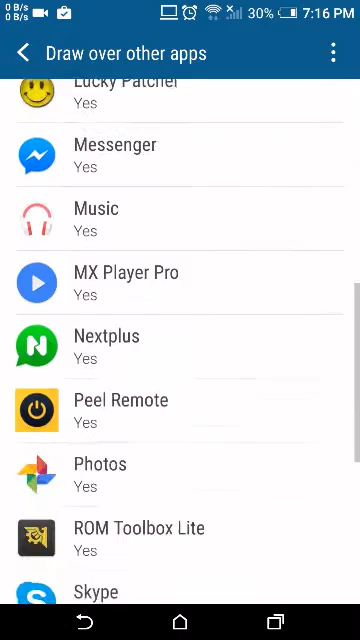 0 B/s
0 B/s
30%
7:16 PM
Draw over other apps
Lucky Patcher
Yes
Messenger
Yes
Music
Yes
MX Player Pro
Yes
Nextplus
Yes
Peel Remote
Yes
Photos
Yes
ROM Toolbox Lite
Yes
Skype